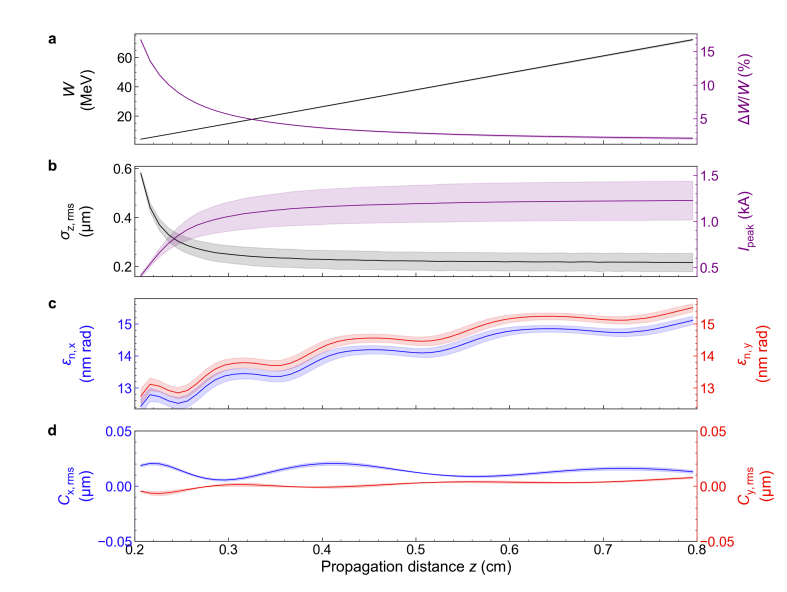 a
60
40
20
W
(MeV)
15
10
5
ΔW/W (%)
b
0.6
0.4
0.2
σz,rms
(μm)
1.5
1.0
0.5
Ipeak (kA)
c
15
14
13
εn,x
(nm rad)
15
14
13
εn,y
(nm rad)
d
0.05
0.00
−0.05
Cx,rms
(μm)
0.05
0.00
−0.05
Cy,rms
(μm)
0.2 0.3 0.4 0.5 0.6 0.7 0.8
Propagation distance z (cm)